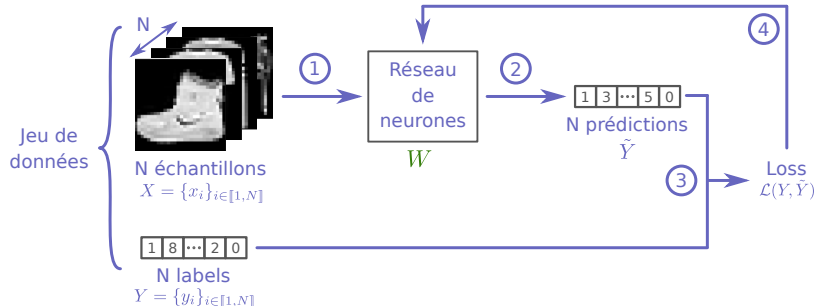 N
Jeu de
données
N échantillons
X = {x_i}_{i∈⟦1,N⟧}
1 8 ··· 2 0
N labels
Y = {y_i}_{i∈⟦1,N⟧}
1
Réseau
de
neurones
W
2
1 3 ··· 5 0
N prédictions
Ỹ
3
Loss
ℒ(Y, Ỹ)
4